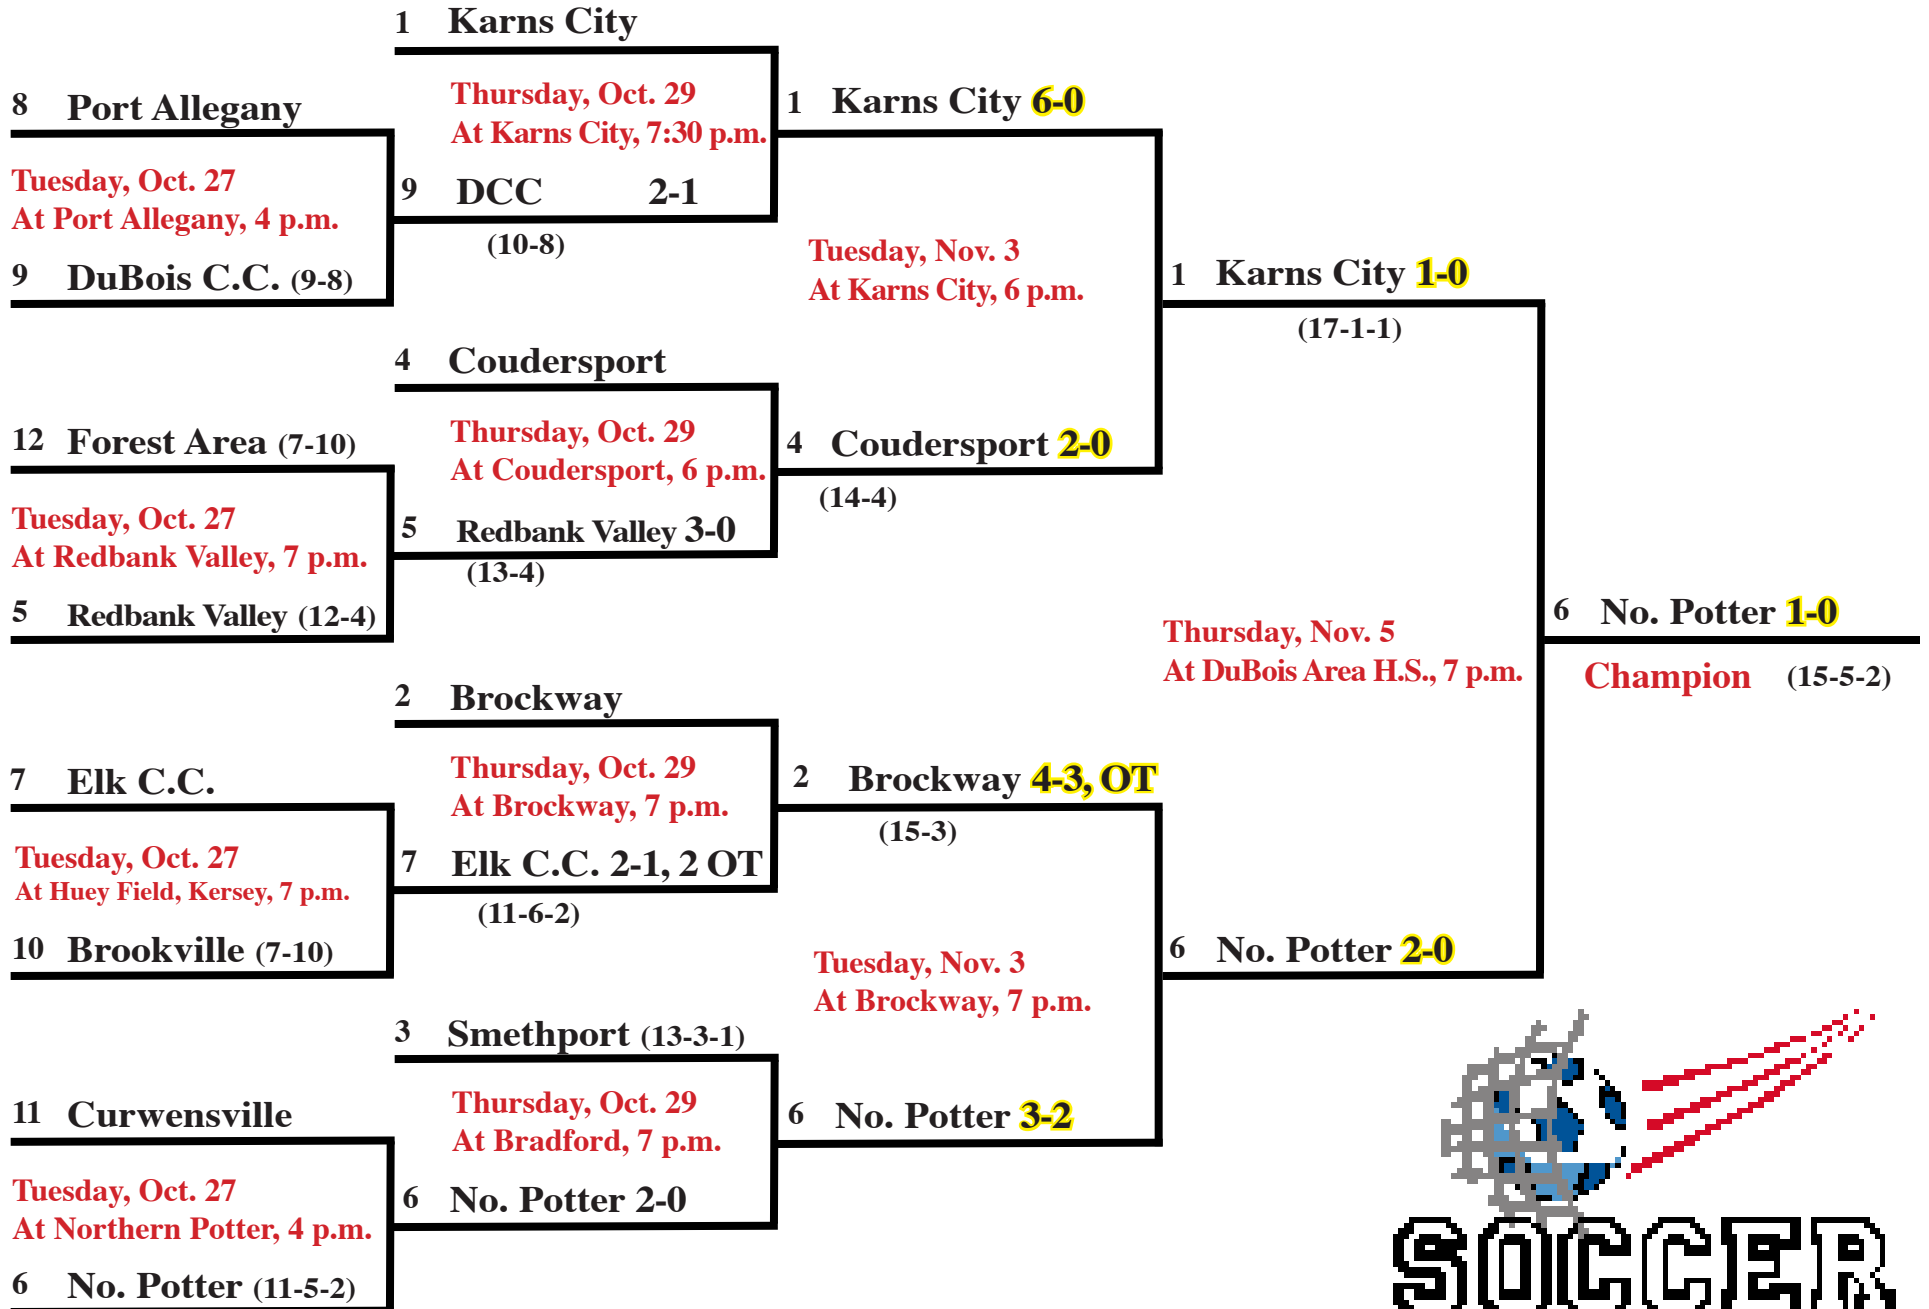 1 Karns City
8 Port Allegany
Thursday, Oct. 29
At Karns City, 7:30 p.m.
1 Karns City 6-0
Tuesday, Oct. 27
At Port Allegany, 4 p.m.
9 DCC 2-1
(10-8)
9 DuBois C.C. (9-8)
Tuesday, Nov. 3
At Karns City, 6 p.m.
1 Karns City 1-0
(17-1-1)
4 Coudersport
12 Forest Area (7-10)
Thursday, Oct. 29
At Coudersport, 6 p.m.
4 Coudersport 2-0
(14-4)
Tuesday, Oct. 27
At Redbank Valley, 7 p.m.
5 Redbank Valley 3-0
(13-4)
5 Redbank Valley (12-4)
Thursday, Nov. 5
At DuBois Area H.S., 7 p.m.
6 No. Potter 1-0
Champion (15-5-2)
2 Brockway
7 Elk C.C.
Thursday, Oct. 29
At Brockway, 7 p.m.
2 Brockway 4-3, OT
(15-3)
Tuesday, Oct. 27
At Huey Field, Kersey, 7 p.m.
7 Elk C.C. 2-1, 2 OT
(11-6-2)
10 Brookville (7-10)
Tuesday, Nov. 3
At Brockway, 7 p.m.
6 No. Potter 2-0
3 Smethport (13-3-1)
11 Curwensville
Thursday, Oct. 29
At Bradford, 7 p.m.
6 No. Potter 3-2
Tuesday, Oct. 27
At Northern Potter, 4 p.m.
6 No. Potter 2-0
6 No. Potter (11-5-2)
SOCCER